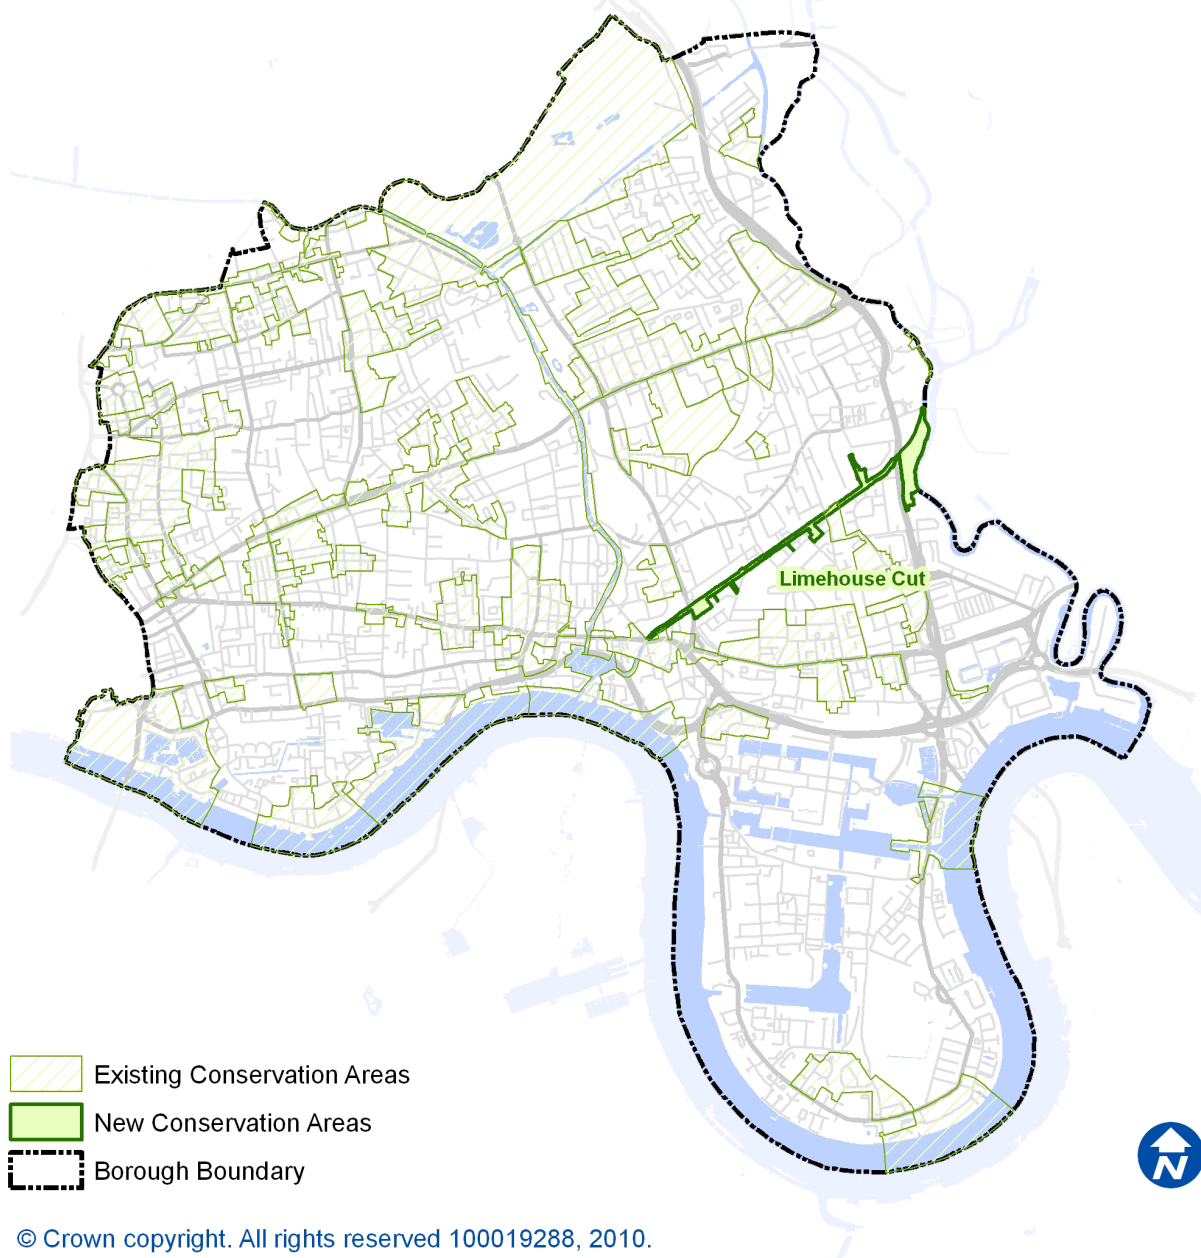 Limehouse Cut
Existing Conservation Areas
New Conservation Areas
Borough Boundary
N
© Crown copyright. All rights reserved 100019288, 2010.